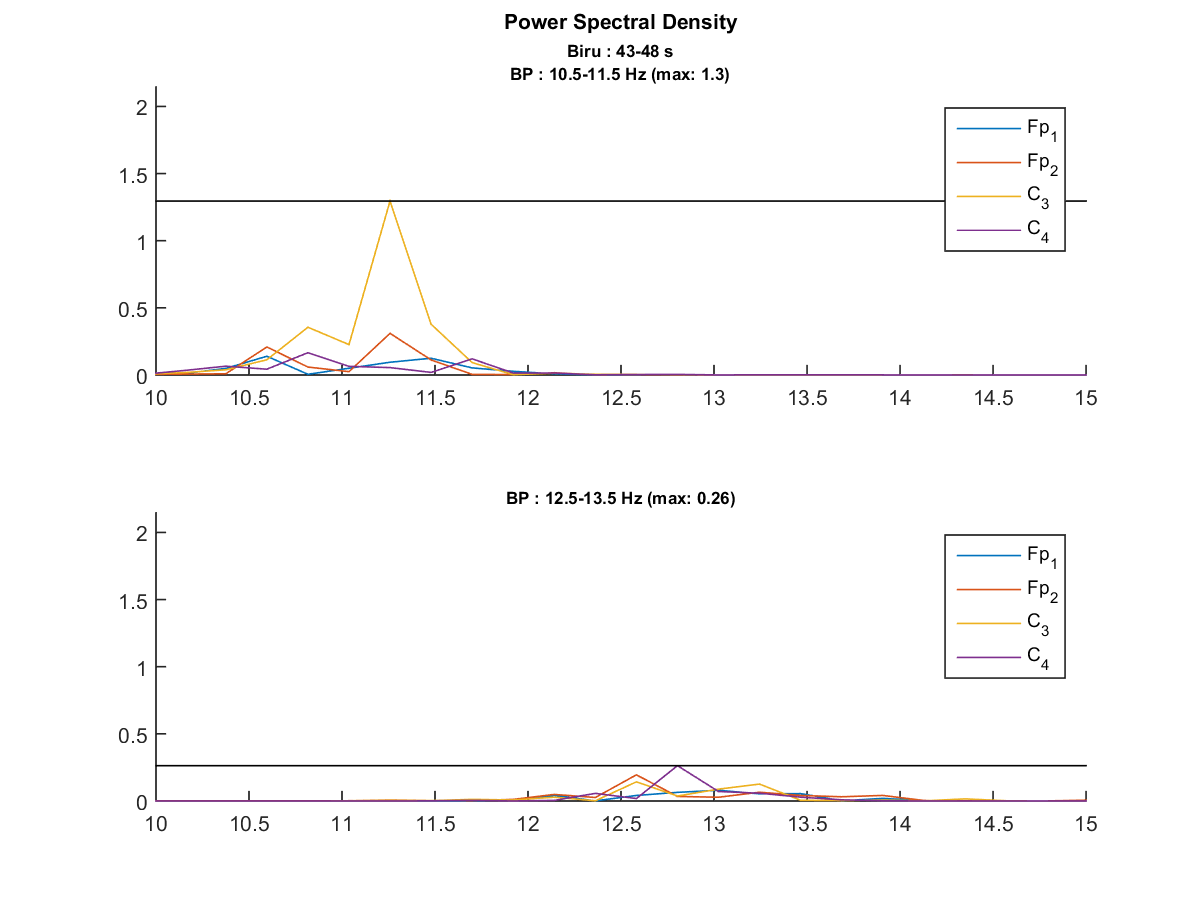 Power Spectral Density
Biru : 43-48 s
BP : 10.5-11.5 Hz (max: 1.3)
2
1.5
1
0.5
0
10 10.5 11 11.5 12 12.5 13 13.5 14 14.5 15
Fp1
Fp2
C3
C4
BP : 12.5-13.5 Hz (max: 0.26)
2
1.5
1
0.5
0
10 10.5 11 11.5 12 12.5 13 13.5 14 14.5 15
Fp1
Fp2
C3
C4